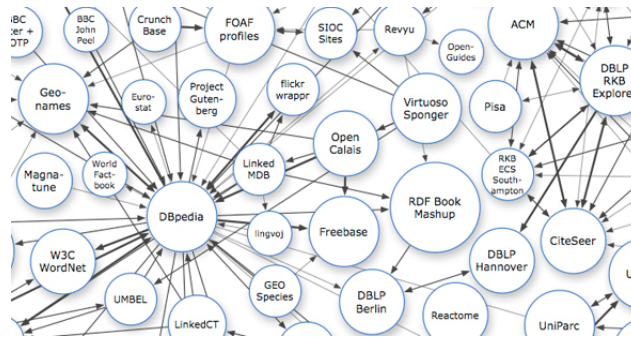 BBC
OTP
BBC
John
Peel
Crunch
Base
FOAF
profiles
SIOC
Sites
Revyu
Open-
Guides
ACM
DBLP
RKB
Explore
Geo-
names
Euro-
stat
Project
Guten-
berg
flickr
wrappr
Virtuoso
Sponger
Pisa
Open
Calais
Magna-
tune
World
Fact-
book
Linked
MDB
RKB
ECS
South-
ampton
DBpedia
lingvoj
Freebase
RDF Book
Mashup
CiteSeer
W3C
WordNet
DBLP
Hannover
UMBEL
GEO
Species
DBLP
Berlin
LinkedCT
Reactome
UniParc